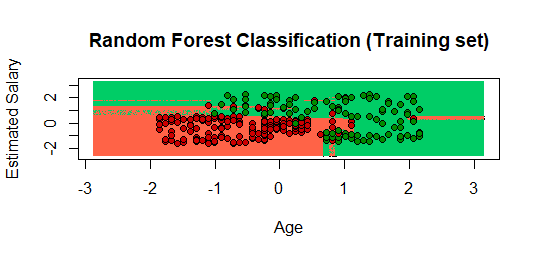 Random Forest Classification (Training set)
Estimated Salary
2
0
-2
-3 -2 -1 0 1 2 3
Age